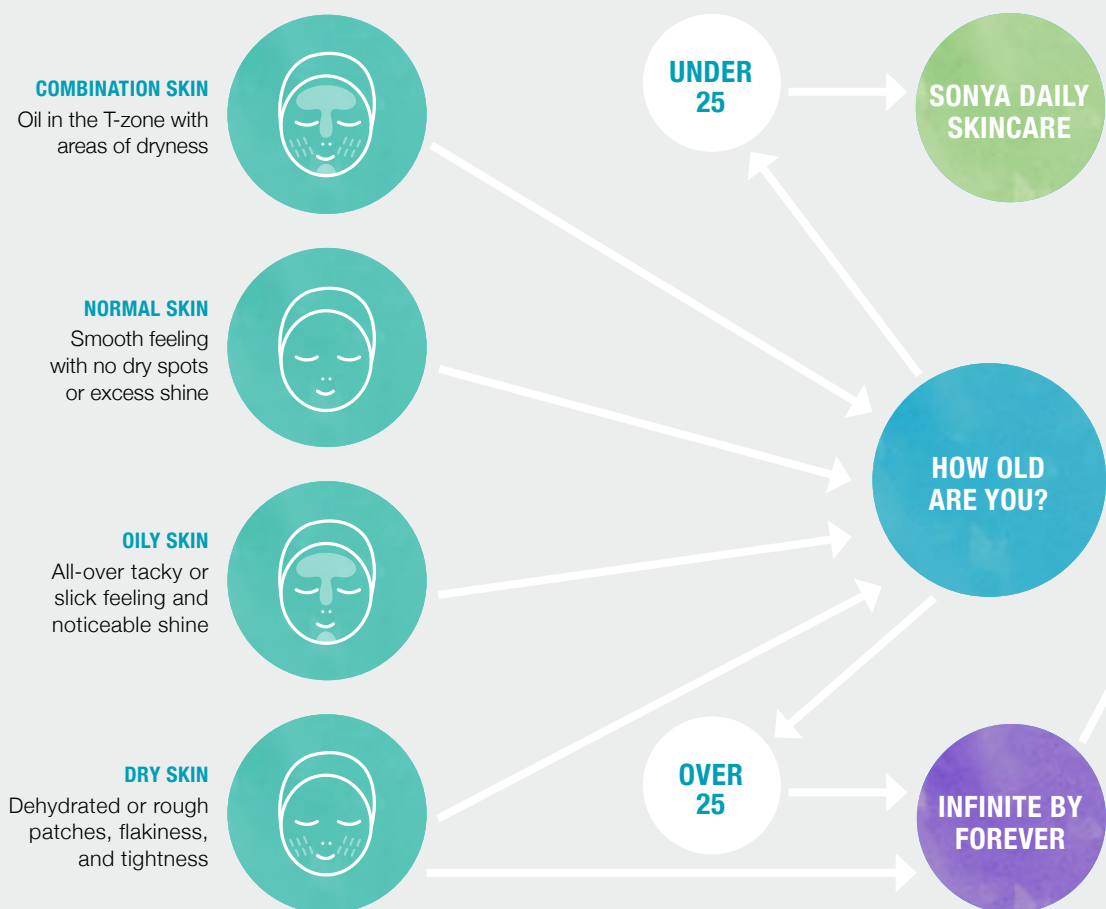 COMBINATION SKIN
Oil in the T-zone with
areas of dryness
NORMAL SKIN
Smooth feeling
with no dry spots
or excess shine
OILY SKIN
All-over tacky or
slick feeling and
noticeable shine
DRY SKIN
Dehydrated or rough
patches, flakiness,
and tightness
UNDER
25
SONYA DAILY
SKINCARE
HOW OLD
ARE YOU?
OVER
25
INFINITE BY
FOREVER